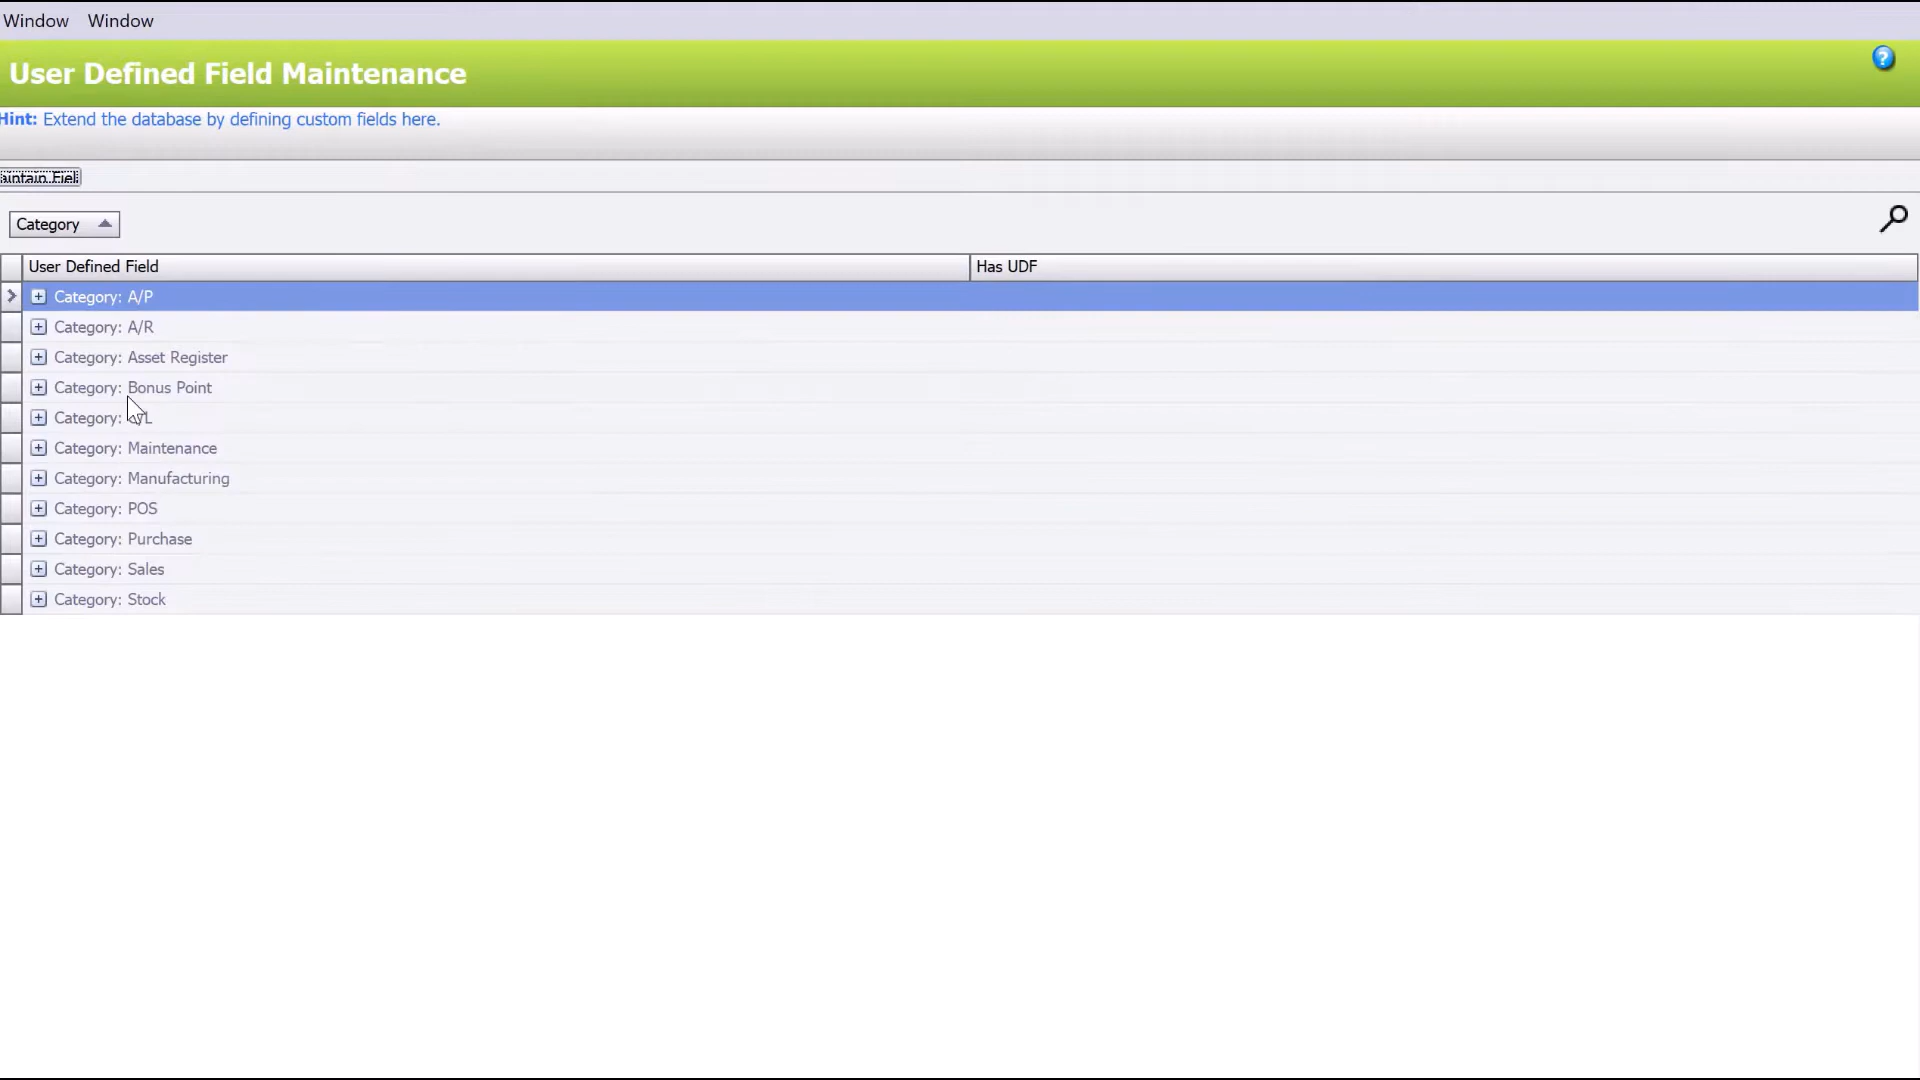 Window Window
User Defined Field Maintenance
Hint: Extend the database by defining custom fields here.
Category
User Defined Field Has UDF
Category: A/P
Category: A/R
Category: Asset Register
Category: Bonus Point
Category:
Category: Maintenance
Category: Manufacturing
Category: POS
Category: Purchase
Category: Sales
Category: Stock